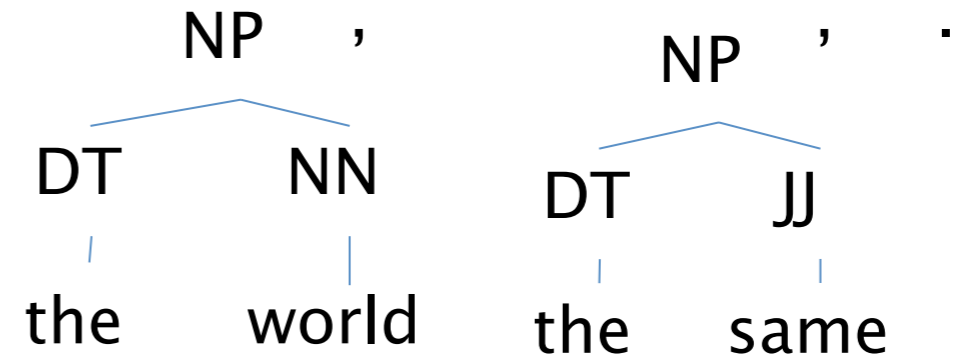 NP ,
DT NN
the world
NP , .
DT JJ
the same